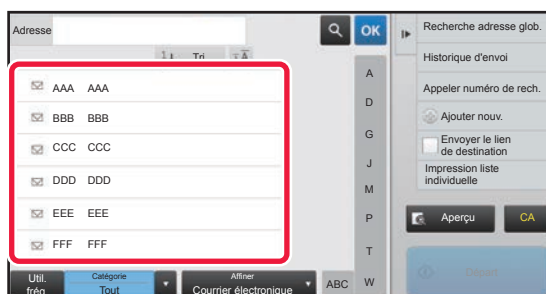 Adresse
OK
Tri
AAA AAA
BBB BBB
CCC CCC
DDD DDD
EEE EEE
FFF FFF
A
D
G
J
M
P
T
W
Util.
frég.
Catégorie
Tout
Affiner
Courrier électronique
ABC
Recherche adresse glob.
Historique d'envoi
Appeler numéro de rech.
Ajouter nouv.
Envoyer le lien
de destination
Impression liste
individuelle
Aperçu
CA
Départ